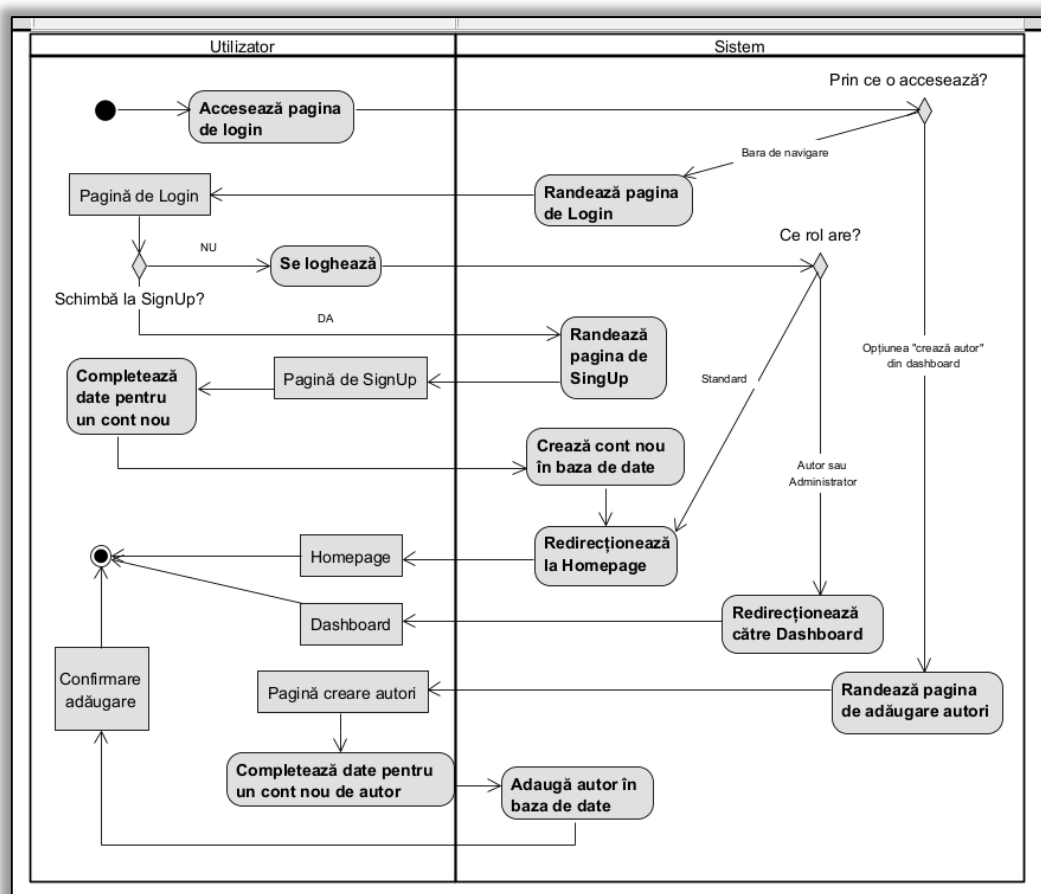 Utilizator
Sistem
Prin ce o accesează?
Accesează pagina
de login
Bara de navigare
Pagină de Login
Randează pagina
de Login
Ce rol are?
NU
Se loghează
Schimbă la SignUp?
DA
Randează
pagina de
SingUp
Opțiunea "crează autor"
din dashboard
Completează
date pentru
un cont nou
Pagină de SignUp
Standard
Crează cont nou
în baza de date
Autor sau
Administrator
Homepage
Redirecționează
la Homepage
Dashboard
Redirecționează
către Dashboard
Confirmare
adăugare
Pagină creare autori
Randează pagina
de adăugare autori
Completează date pentru
un cont nou de autor
Adaugă autor în
baza de date